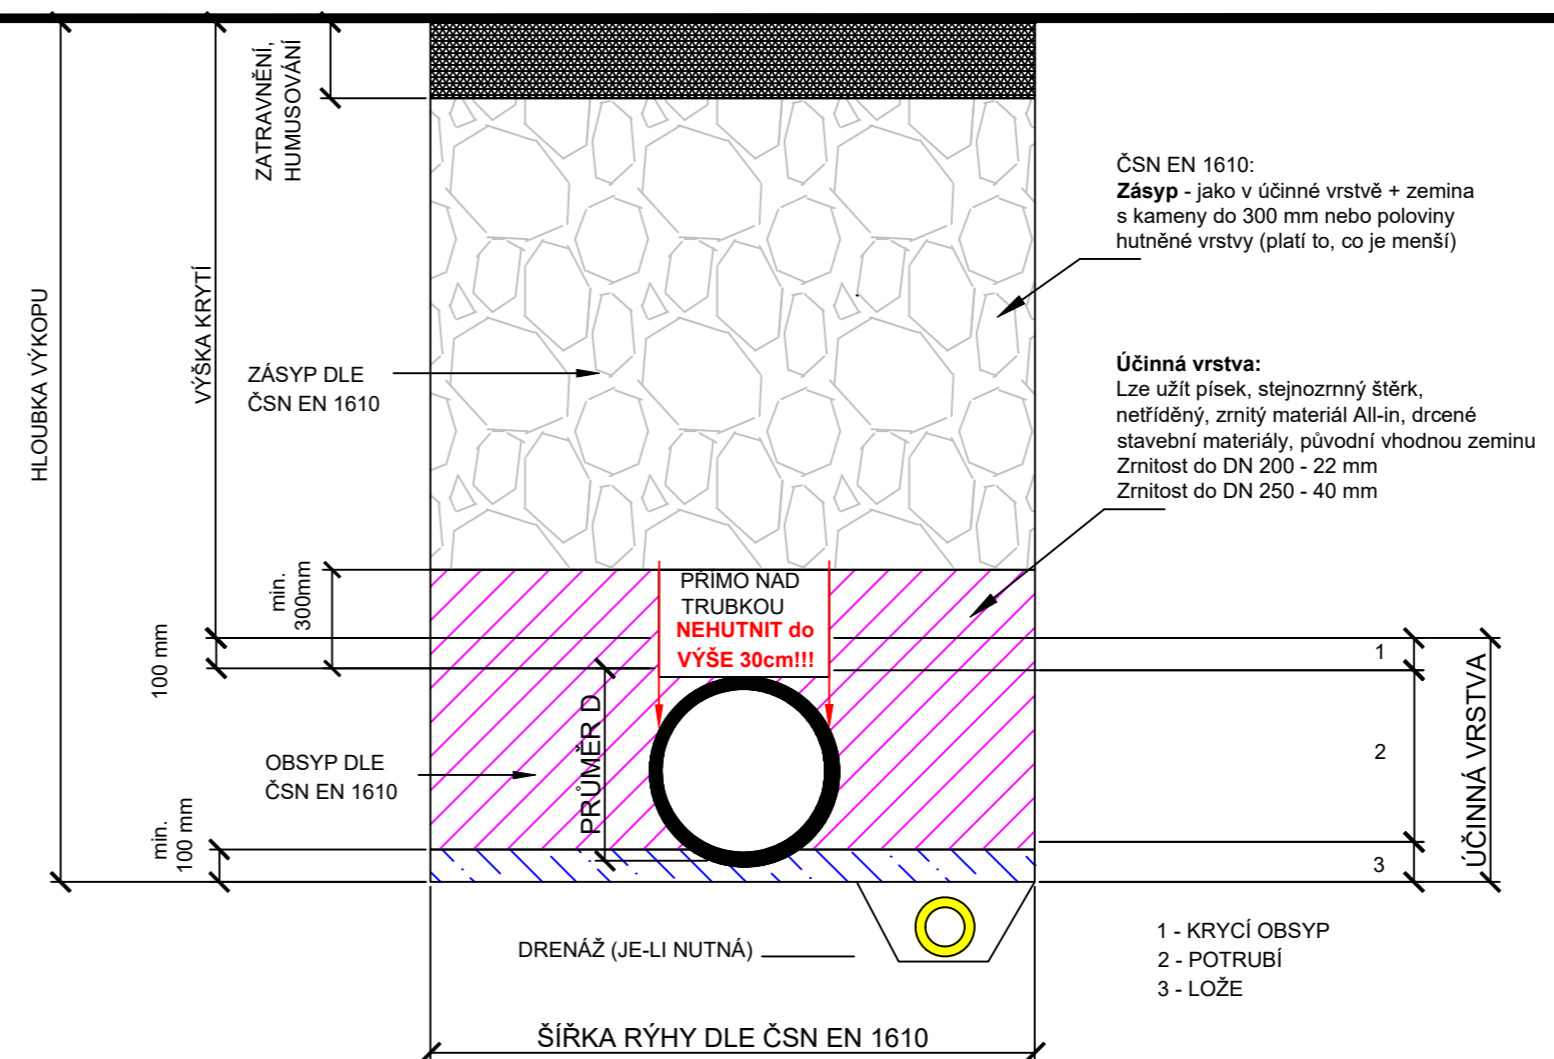 ZATRAVNĚNÍ,
HUMUSOVÁNÍ
HLOUBKA VÝKOPU
VÝŠKA KRYTÍ
ZÁSYP DLE
ČSN EN 1610
ČSN EN 1610:
Zásyp - jako v účinné vrstvě + zemina
s kameny do 300 mm nebo poloviny
hutněné vrstvy (platí to, co je menší)
Účinná vrstva:
Lze užít písek, stejnozrnný štěrk,
netříděný, zrnitý materiál All-in, drcené
stavební materiály, původní vhodnou zeminu
Zrnitost do DN 200 - 22 mm
Zrnitost do DN 250 - 40 mm
min.
300mm
100 mm
PŘÍMO NAD
TRUBKOU
NEHUTNIT do
VÝŠE 30cm!!!
PRŮMĚR D
OBSYP DLE
ČSN EN 1610
min.
100 mm
1
2
3
ÚČINNÁ VRSTVA
DRENÁŽ (JE-LI NUTNÁ)
1 - KRYCÍ OBSYP
2 - POTRUBÍ
3 - LOŽE
ŠÍŘKA RÝHY DLE ČSN EN 1610